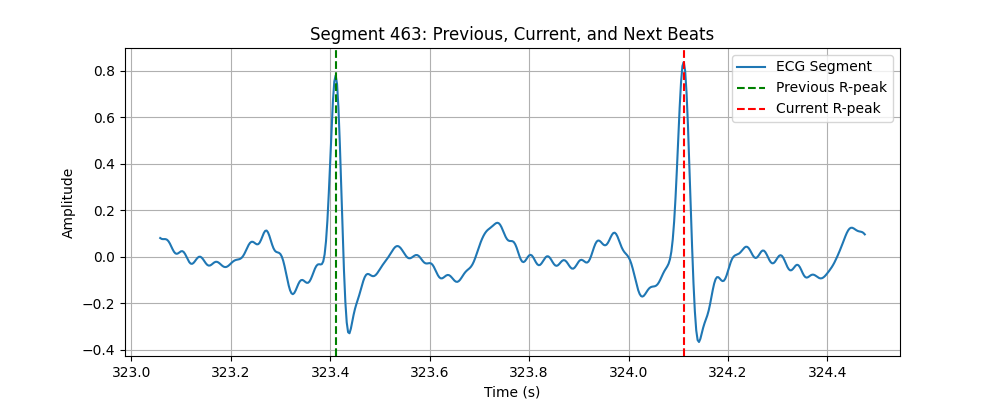 Segment 463: Previous, Current, and Next Beats
ECG Segment
Previous R-peak
Current R-peak
Amplitude
0.8
0.6
0.4
0.2
0.0
−0.2
−0.4
323.0 323.2 323.4 323.6 323.8 324.0 324.2 324.4
Time (s)